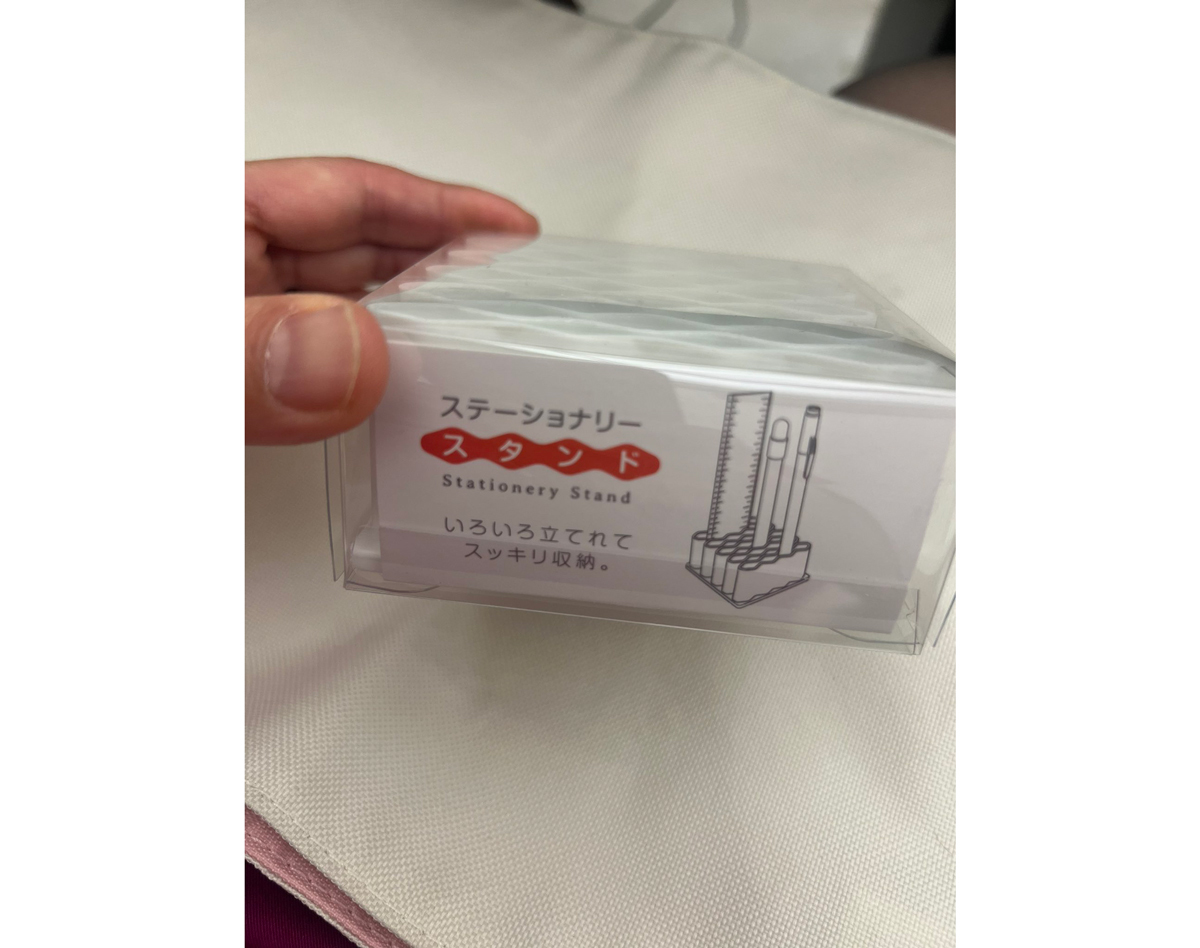 ステーショナリー
スタンド
Stationery Stand
いろいろ立てれて
スッキリ収納。